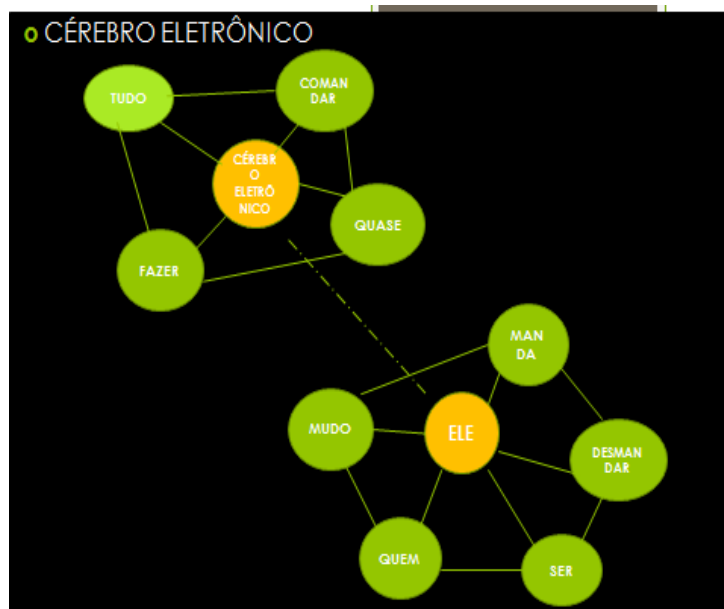 o CÉREBRO ELETRÔNICO
TUDO
COMAN
DAR
CÉREBR
O
ELETRÔ
NICO
QUASE
FAZER
MAN
DA
MUDO
ELE
DESMAN
DAR
QUEM
SER